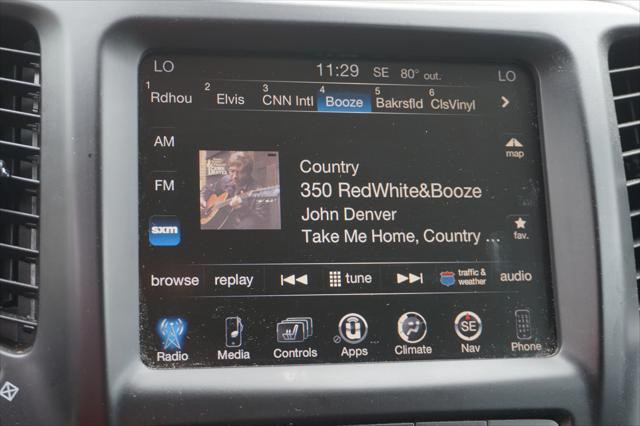 LO 11:29 SE 80° out. LO
1 Rdhou 2 Elvis 3 CNN Intl 4 Booze 5 Bakrsfld 6 ClsVinyl
AM
map
FM
Country
350 RedWhite&Booze
John Denver
sxm
fav.
Take Me Home, Country ...
browse replay tune traffic & weather audio
SE
Radio Media Controls Apps Climate Nav Phone